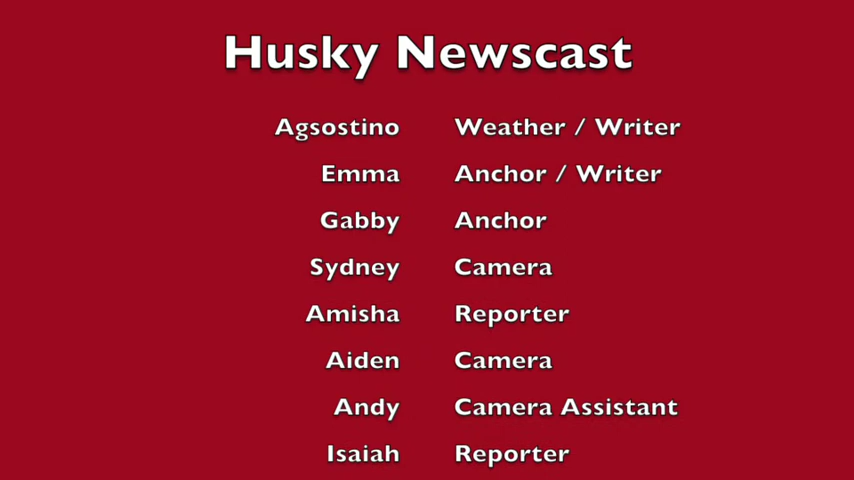 Husky Newscast
Agsostino Weather / Writer
Emma Anchor / Writer
Gabby Anchor
Sydney Camera
Amisha Reporter
Aiden Camera
Andy Camera Assistant
Isaiah Reporter